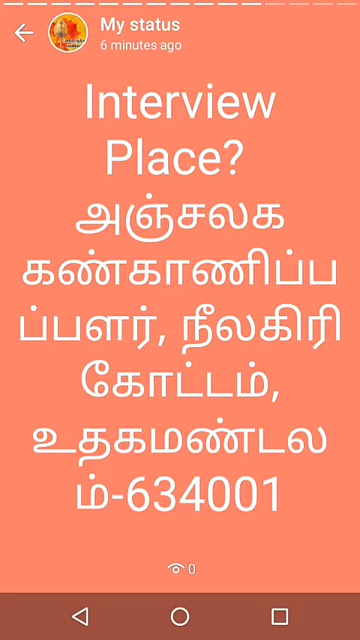 My status
6 minutes ago
Interview
Place?
அஞ்சலக
கண்காணிப்ப
ப்பளர், நீலகிரி
கோட்டம்,
உதகமண்டல
ம்-634001
0